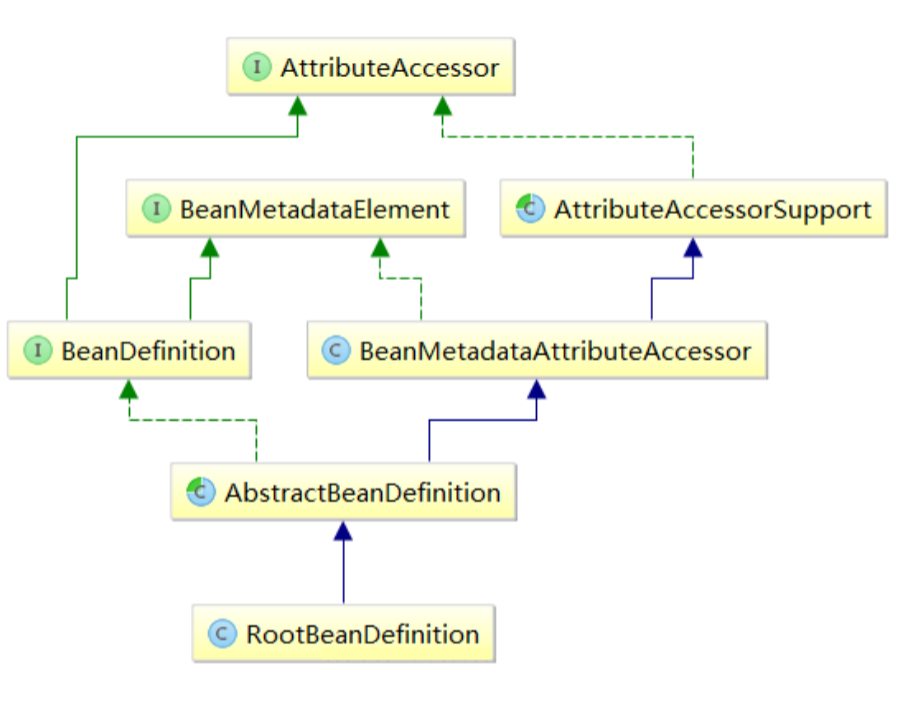 I AttributeAccessor
I BeanMetadataElement
C AttributeAccessorSupport
I BeanDefinition
C BeanMetadataAttributeAccessor
C AbstractBeanDefinition
C RootBeanDefinition